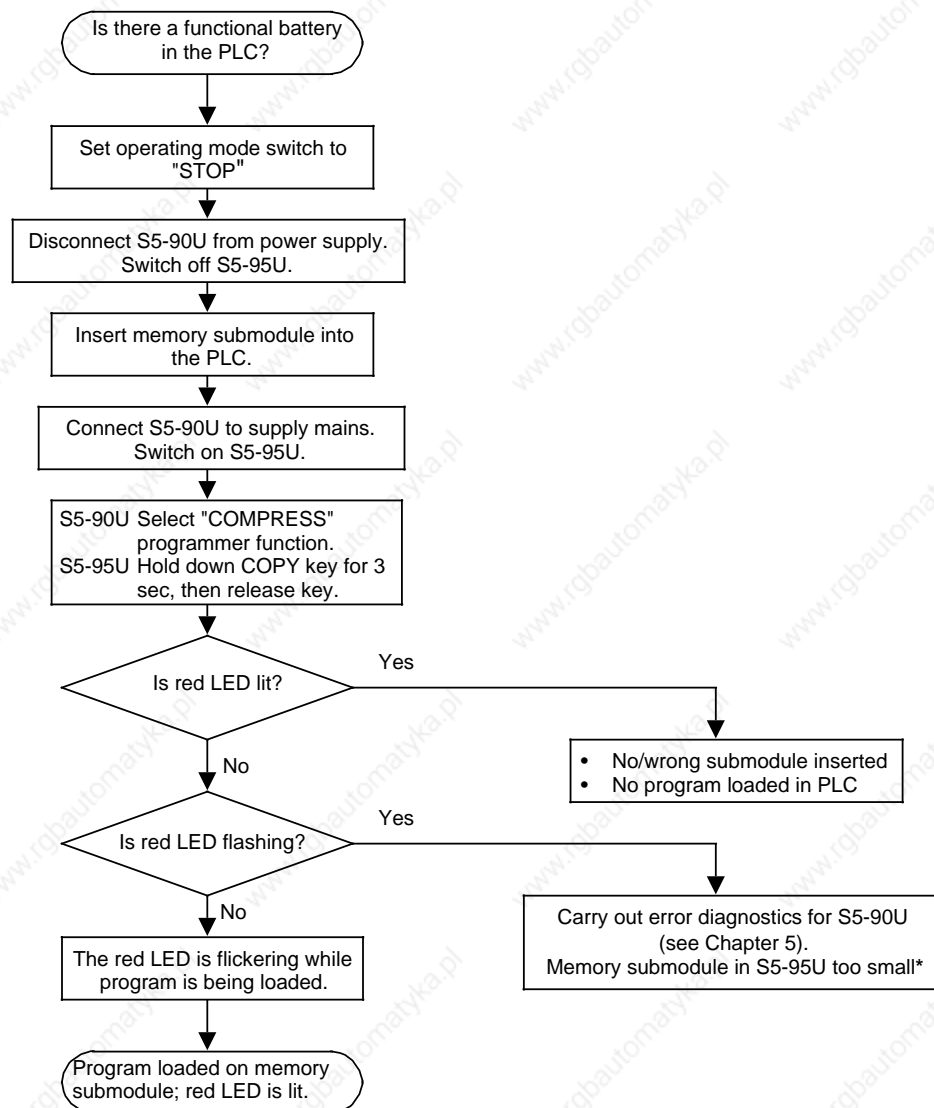 Is there a functional battery
in the PLC?
Set operating mode switch to
"STOP"
Disconnect S5-90U from power supply.
Switch off S5-95U.
Insert memory submodule into
the PLC.
Connect S5-90U to supply mains.
Switch on S5-95U.
S5-90U Select "COMPRESS"
programmer function.
S5-95U Hold down COPY key for 3
sec, then release key.
Is red LED lit?
Yes
• No/wrong submodule inserted
• No program loaded in PLC
No
Is red LED flashing?
Yes
Carry out error diagnostics for S5-90U
(see Chapter 5).
Memory submodule in S5-95U too small*
No
The red LED is flickering while
program is being loaded.
Program loaded on memory
submodule; red LED is lit.
www.rgbautomatyka.pl